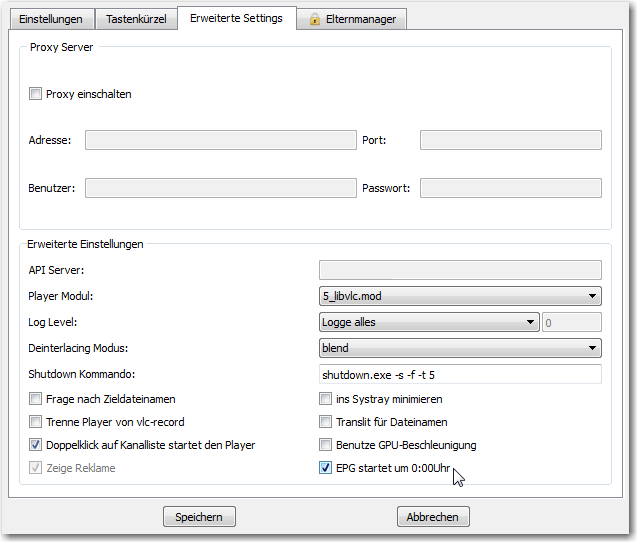 Einstellungen Tastenkürzel Erweiterte Settings Elternmanager
Proxy Server
Proxy einschalten
Adresse: Port:
Benutzer: Passwort:
Erweiterte Einstellungen
API Server:
Player Modul: 5_libvlc.mod
Log Level: Logge alles 0
Deinterlacing Modus: blend
Shutdown Kommando: shutdown.exe -s -f -t 5
Frage nach Zieldateinamen ins Systray minimieren
Trenne Player von vlc-record Translit für Dateinamen
Doppelklick auf Kanalliste startet den Player Benutze GPU-Beschleunigung
Zeige Reklame EPG startet um 0:00Uhr
Speichern Abbrechen